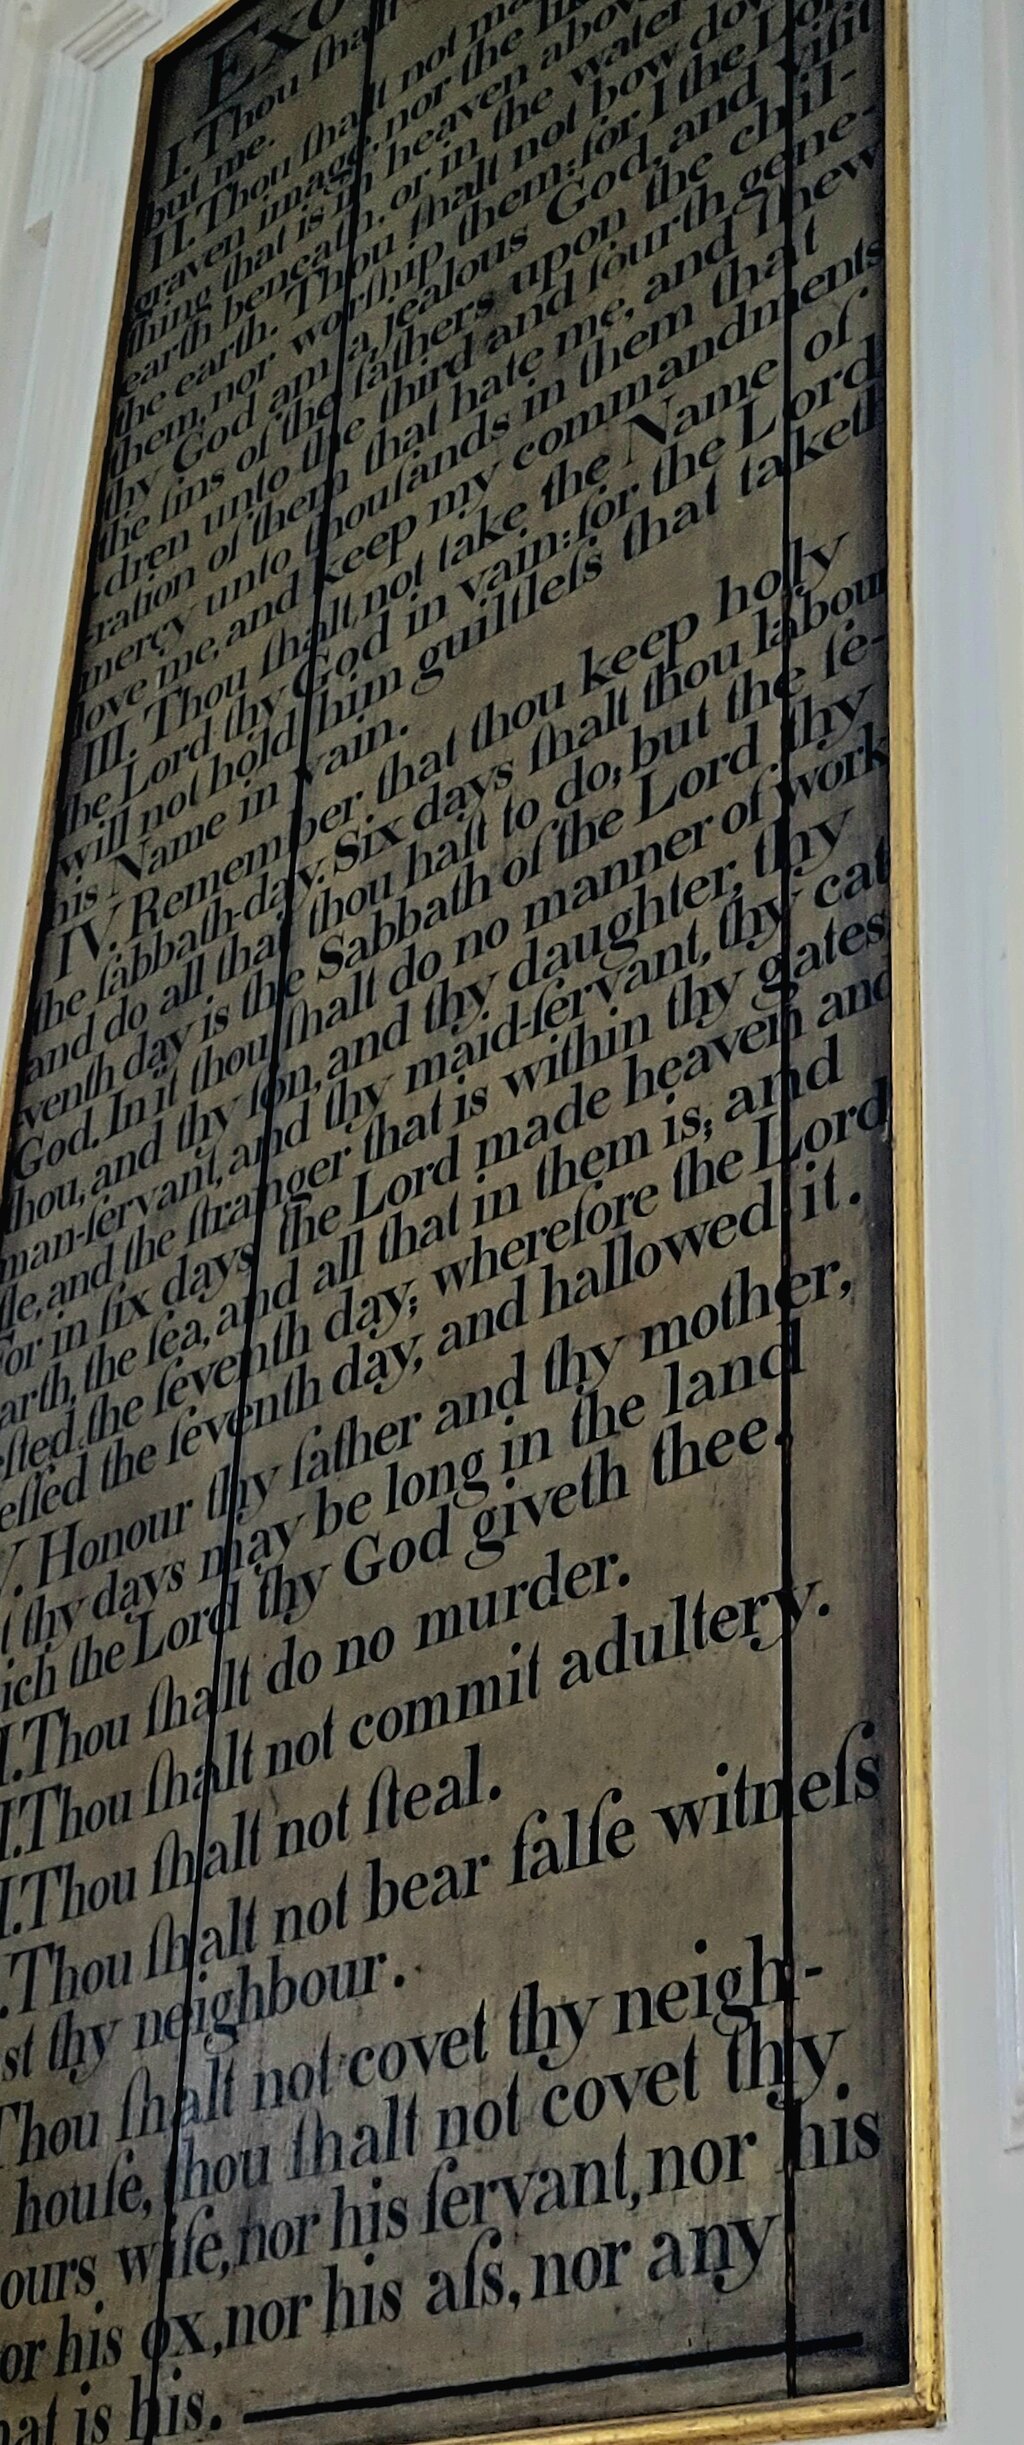 Exo
I. Thou ſhal
but me.
II. Thou ſhalt not ma
graven image, nor the lik
thing that is in heaven abov
earth beneath, or in the water
the earth. Thou ſhalt not bow dow
them, nor worſhip them: for I the Lor
thy God am a jealous God, and viſit
the ſins of the fathers upon the chil-
-dren unto the third and fourth gene-
-ration of them that hate me, and ſhew
mercy unto thouſands in them that
love me, and keep my commandments
III. Thou ſhalt not take the Name of
the Lord thy God in vain: for the Lord
will not hold him guiltleſs that taketh
his Name in vain.
IV. Remember that thou keep holy
the ſabbath-day. Six days ſhalt thou labour
and do all that thou haſt to do; but the ſe-
venth day is the Sabbath of the Lord thy
God. In it thou ſhalt do no manner of work
thou, and thy ſon, and thy daughter, thy
man-ſervant, and thy maid-ſervant, thy cat
tle, and the ſtranger that is within thy gates
For in ſix days the Lord made heaven and
arth, the ſea, and all that in them is; and
eſted the ſeventh day; wherefore the Lord
eſſed the ſeventh day, and hallowed it.
V. Honour thy father and thy mother,
t thy days may be long in the land
ich the Lord thy God giveth thee.
I. Thou ſhalt do no murder.
I. Thou ſhalt not commit adultery.
I. Thou ſhalt not ſteal.
. Thou ſhalt not bear falſe witneſs
st thy neighbour.
Thou ſhalt not covet thy neigh-
houſe, thou ſhalt not covet thy
ours wife, nor his ſervant, nor his
or his ox, nor his aſs, nor any
hat is his.